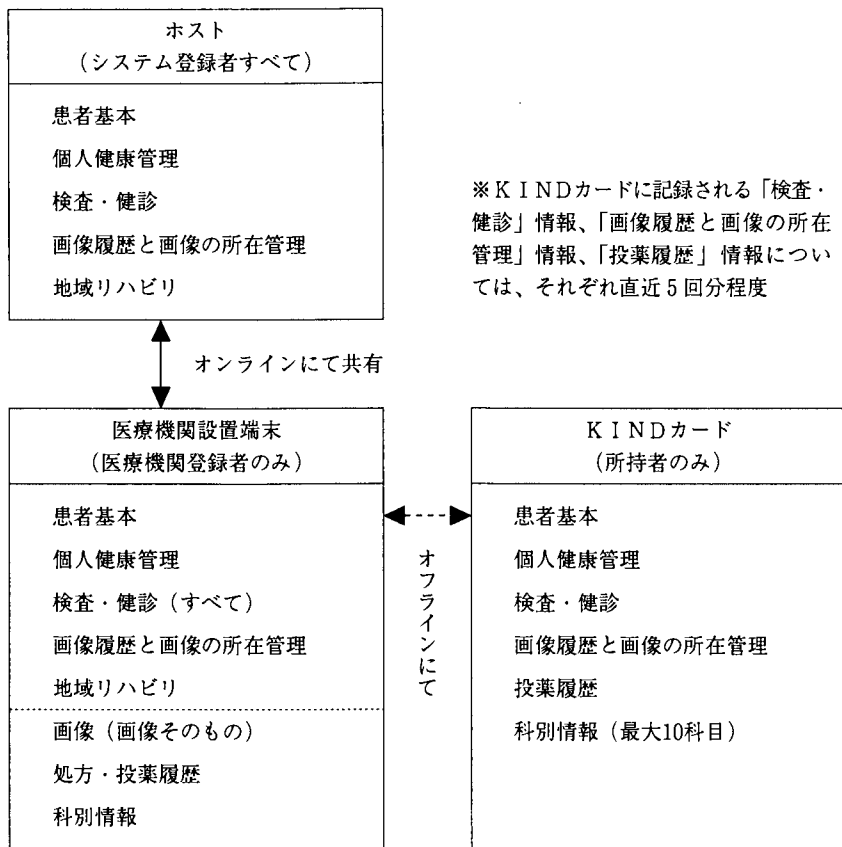 ホスト
(システム登録者すべて)
患者基本
個人健康管理
検査・健診
画像履歴と画像の所在管理
地域リハビリ
※KINDカードに記録される「検査・
健診」情報、「画像履歴と画像の所在
管理」情報、「投薬履歴」情報につい
ては、それぞれ直近5回分程度
オンラインにて共有
医療機関設置端末
(医療機関登録者のみ)
患者基本
個人健康管理
検査・健診(すべて)
画像履歴と画像の所在管理
地域リハビリ
画像(画像そのもの)
処方・投薬履歴
科別情報
オフラインにて
KINDカード
(所持者のみ)
患者基本
個人健康管理
検査・健診
画像履歴と画像の所在管理
投薬履歴
科別情報(最大10科目)